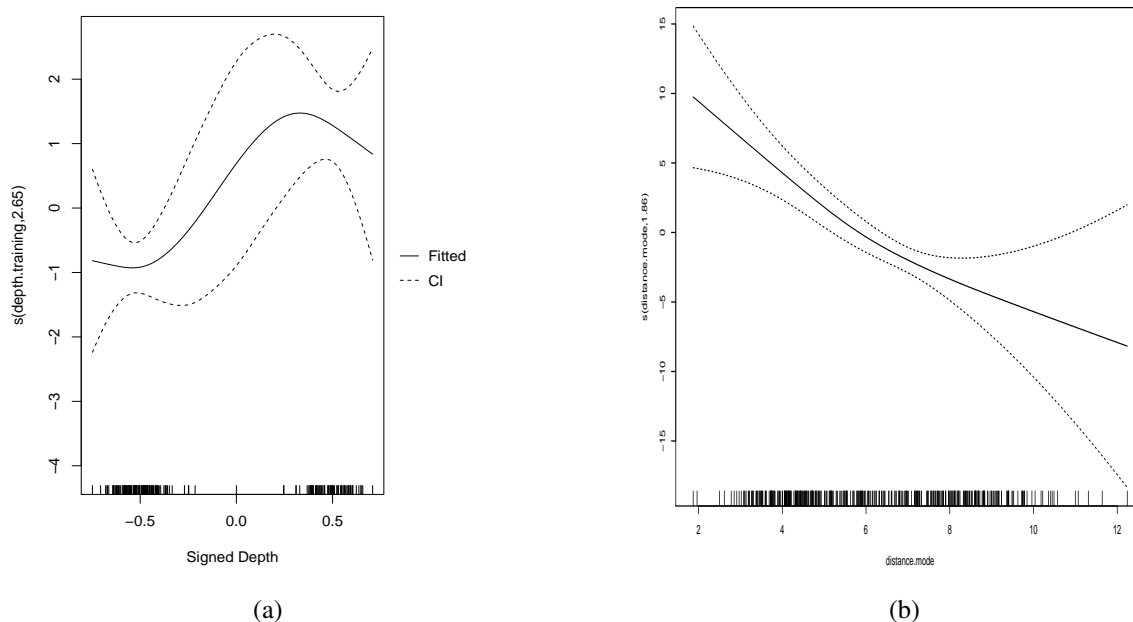 2
1
0
−1
−2
−3
−4
s(depth.training,2.65)
−0.5 0.0 0.5
Signed Depth
Fitted
CI
(a)
15
10
5
0
−5
−10
−15
s(distance.mode,1.86)
2 4 6 8 10 12
distance.mode
(b)